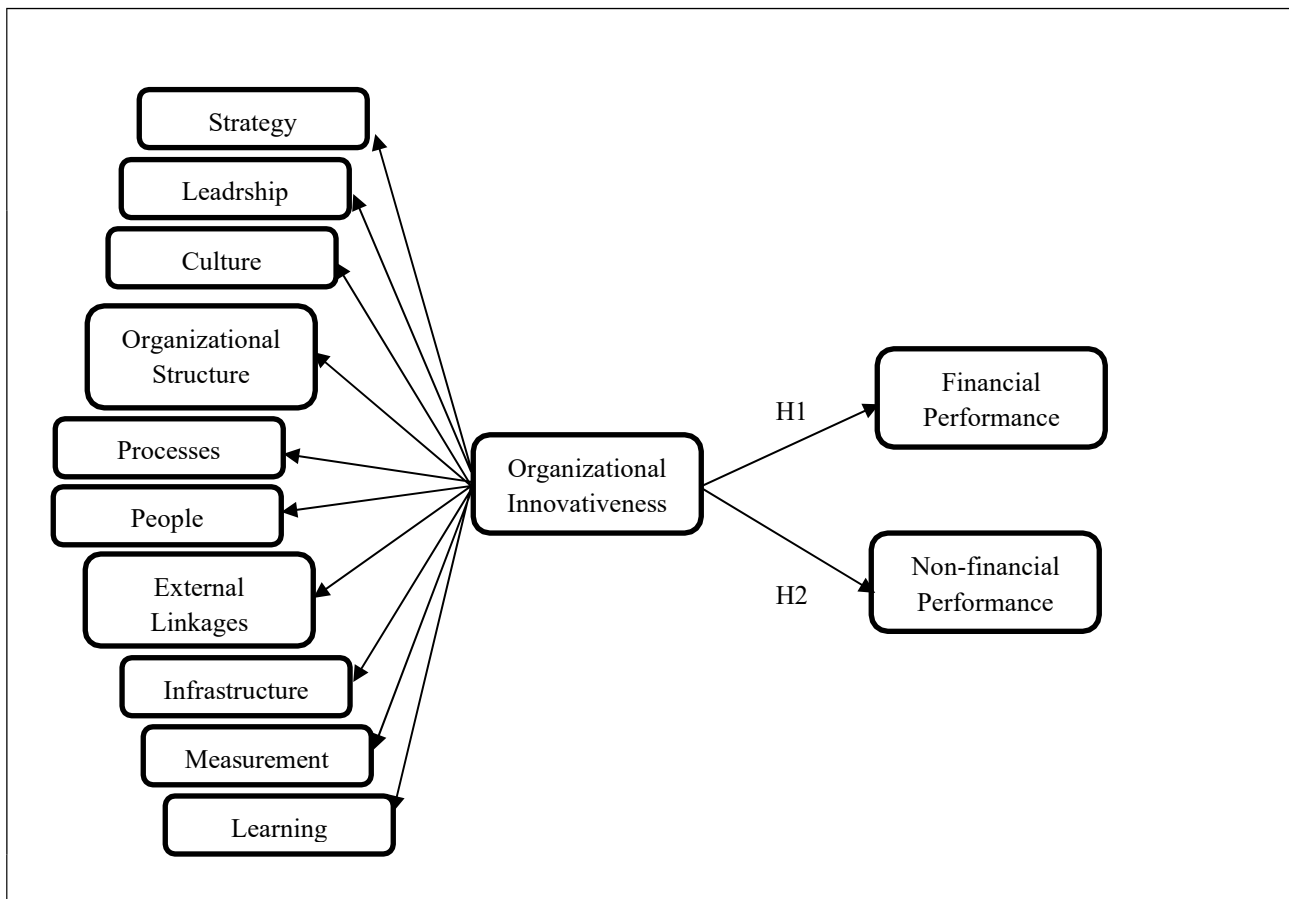 Strategy
Leadrship
Culture
Organizational
Structure
Processes
People
External
Linkages
Infrastructure
Measurement
Learning
Organizational
Innovativeness
H1
H2
Financial
Performance
Non-financial
Performance